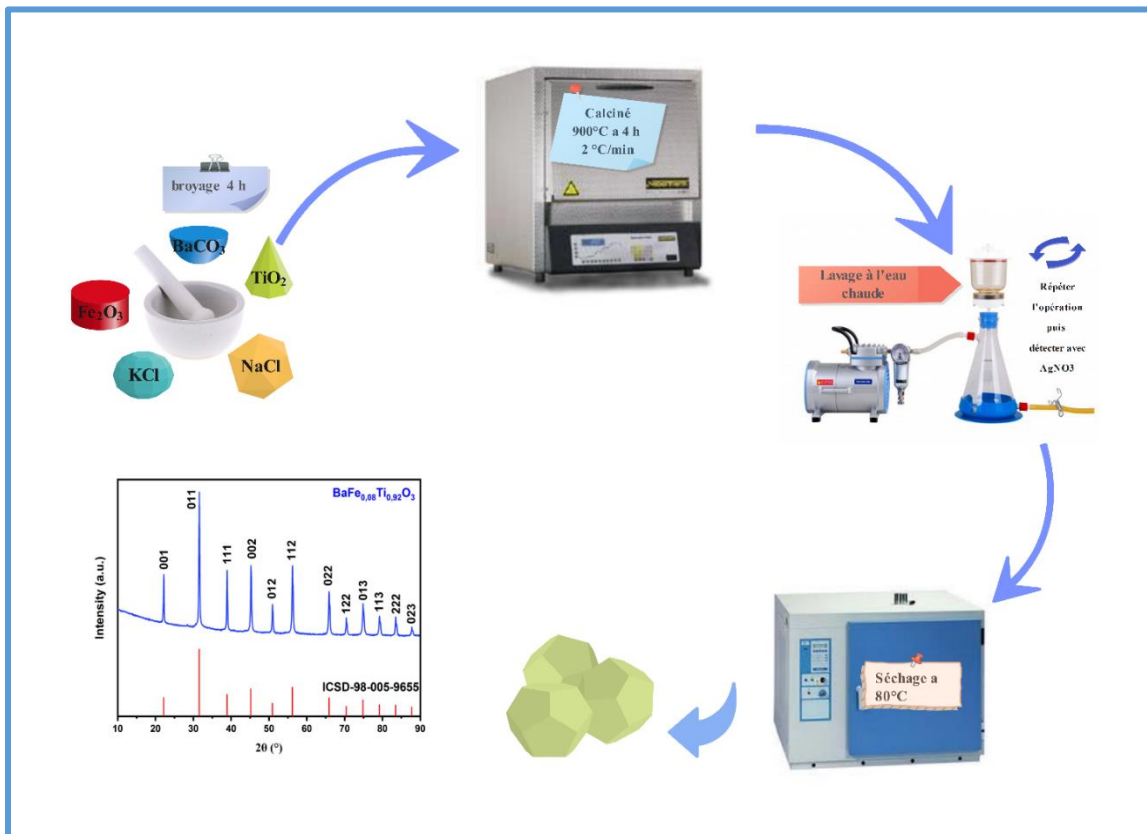 broyage 4 h
BaCO₃
TiO₂
Fe₂O₃
KCl
NaCl
Calciné
900°C a 4 h
2 °C/min
Lavage à l'eau
chaude
Répéter
l'opération
puis
détecter avec
AgNO3
Séchage a
80°C
BaFe₀,₀₈Ti₀,₉₂O₃
001
011
111
002
012
112
022
122
013
113
222
023
Intensity (a.u.)
ICSD-98-005-9655
10 20 30 40 50 60 70 80 90
2θ (°)